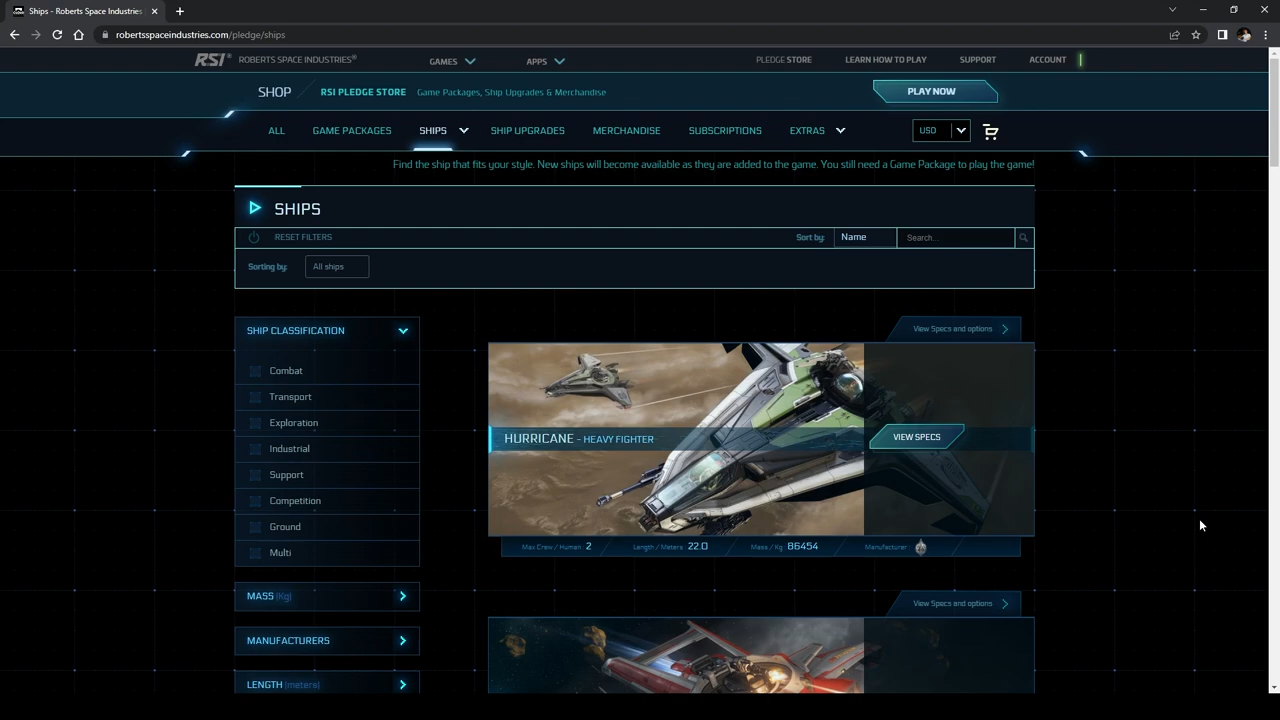 Ships - Roberts Space Industries
robertsspaceindustries.com/pledge/ships
RSI ROBERTS SPACE INDUSTRIES® GAMES APPS PLEDGE STORE LEARN HOW TO PLAY SUPPORT ACCOUNT
SHOP RSI PLEDGE STORE Game Packages, Ship Upgrades & Merchandise PLAY NOW
ALL GAME PACKAGES SHIPS SHIP UPGRADES MERCHANDISE SUBSCRIPTIONS EXTRAS USD
Find the ship that fits your style. New ships will become available as they are added to the game. You still need a Game Package to play the game!
SHIPS
RESET FILTERS Sort by: Name Search...
Sorting by: All ships
SHIP CLASSIFICATION
Combat
Transport
Exploration
Industrial
Support
Competition
Ground
Multi
MASS (Kg)
MANUFACTURERS
LENGTH (meters)
View Specs and options
HURRICANE - HEAVY FIGHTER VIEW SPECS
Max Crew / Human 2 Length / Meters 22.0 Mass / Kg 86454 Manufacturer
View Specs and options